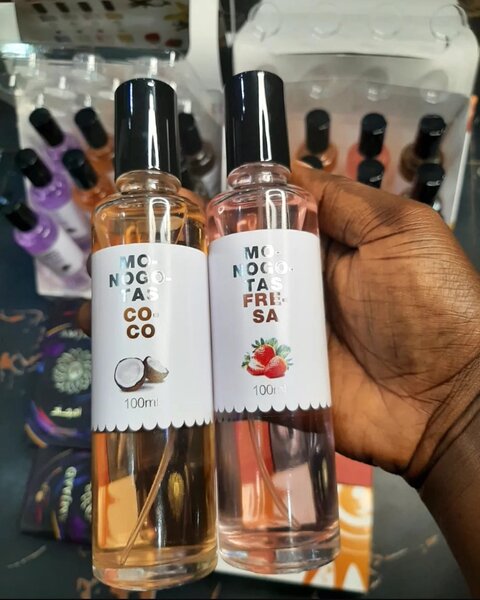 MO-
NOGO-
TAS
CO-
CO
100ml
MO-
NOGO-
TAS
FRE-
SA
100ml